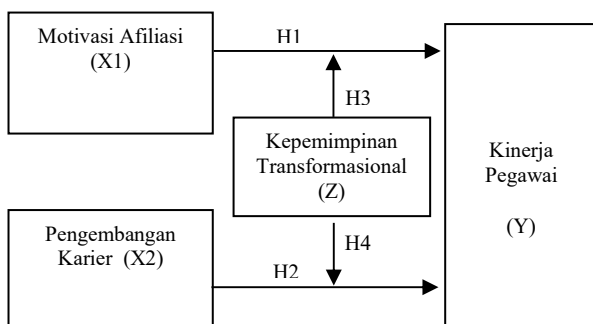 Motivasi Afiliasi
(X1)
H1
H3
Kepemimpinan
Transformasional
(Z)
Kinerja
Pegawai
(Y)
Pengembangan
Karier (X2)
H4
H2